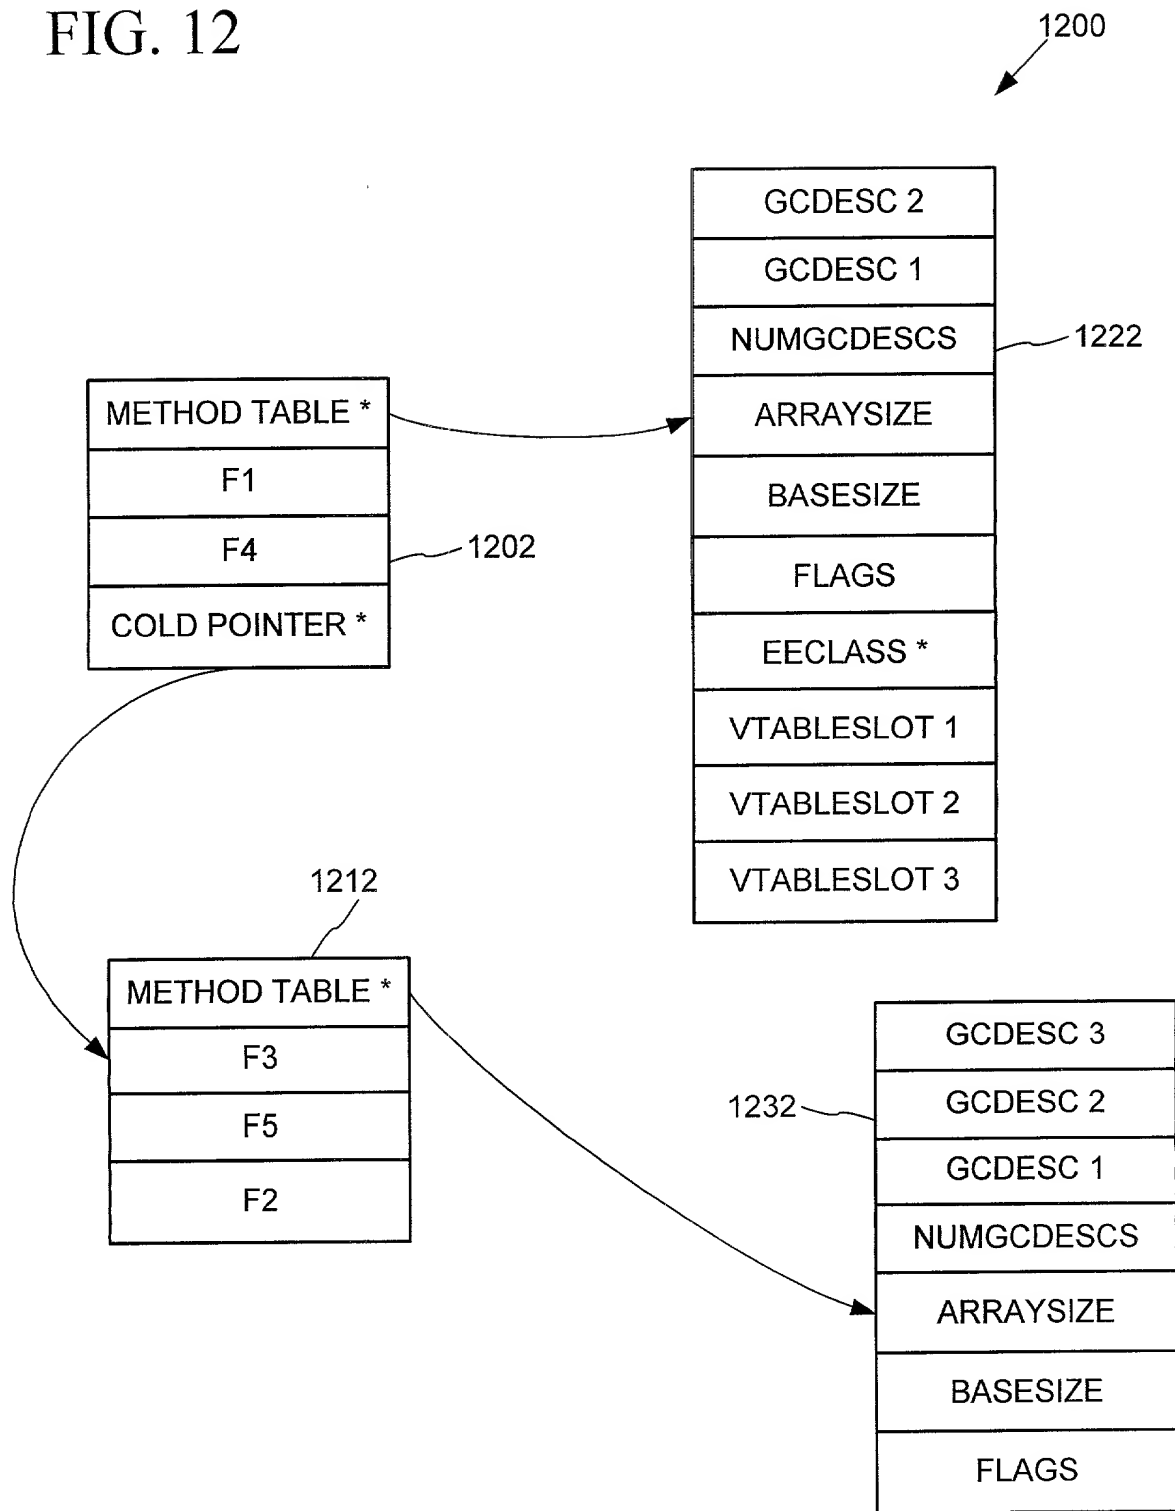 FIG. 12
1200
GCDESC 2
GCDESC 1
NUMGCDESCS
1222
ARRAYSIZE
BASESIZE
FLAGS
EECLASS *
VTABLESLOT 1
VTABLESLOT 2
VTABLESLOT 3
METHOD TABLE *
F1
F4
1202
COLD POINTER *
1212
METHOD TABLE *
F3
F5
F2
1232
GCDESC 3
GCDESC 2
GCDESC 1
NUMGCDESCS
ARRAYSIZE
BASESIZE
FLAGS